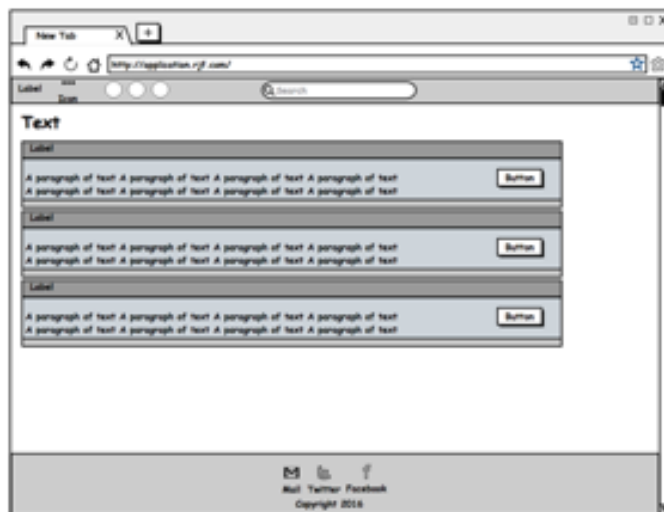 New Tab X +
http://application.rjf.com/
Label Icon Search
Text
Label
A paragraph of text A paragraph of text A paragraph of text A paragraph of text
A paragraph of text A paragraph of text A paragraph of text A paragraph of text
Button
Label
A paragraph of text A paragraph of text A paragraph of text A paragraph of text
A paragraph of text A paragraph of text A paragraph of text A paragraph of text
Button
Label
A paragraph of text A paragraph of text A paragraph of text A paragraph of text
A paragraph of text A paragraph of text A paragraph of text A paragraph of text
Button
Mail Twitter Facebook
Copyright 2016